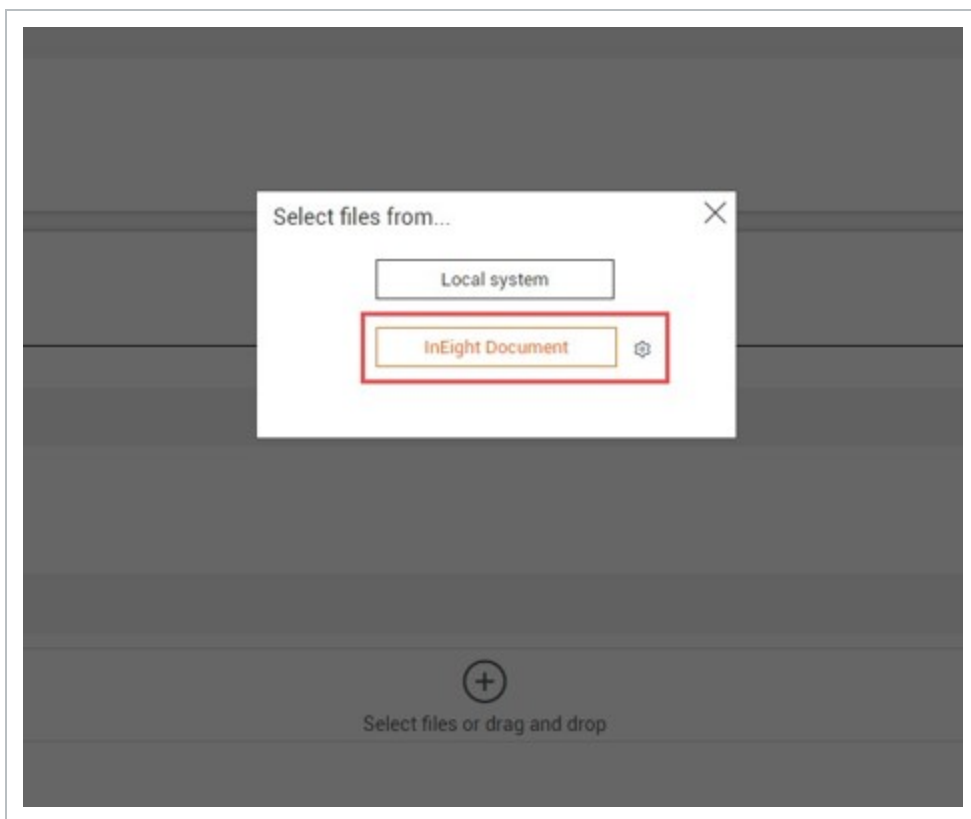 Select files from...
Local system
InEight Document
Select files or drag and drop